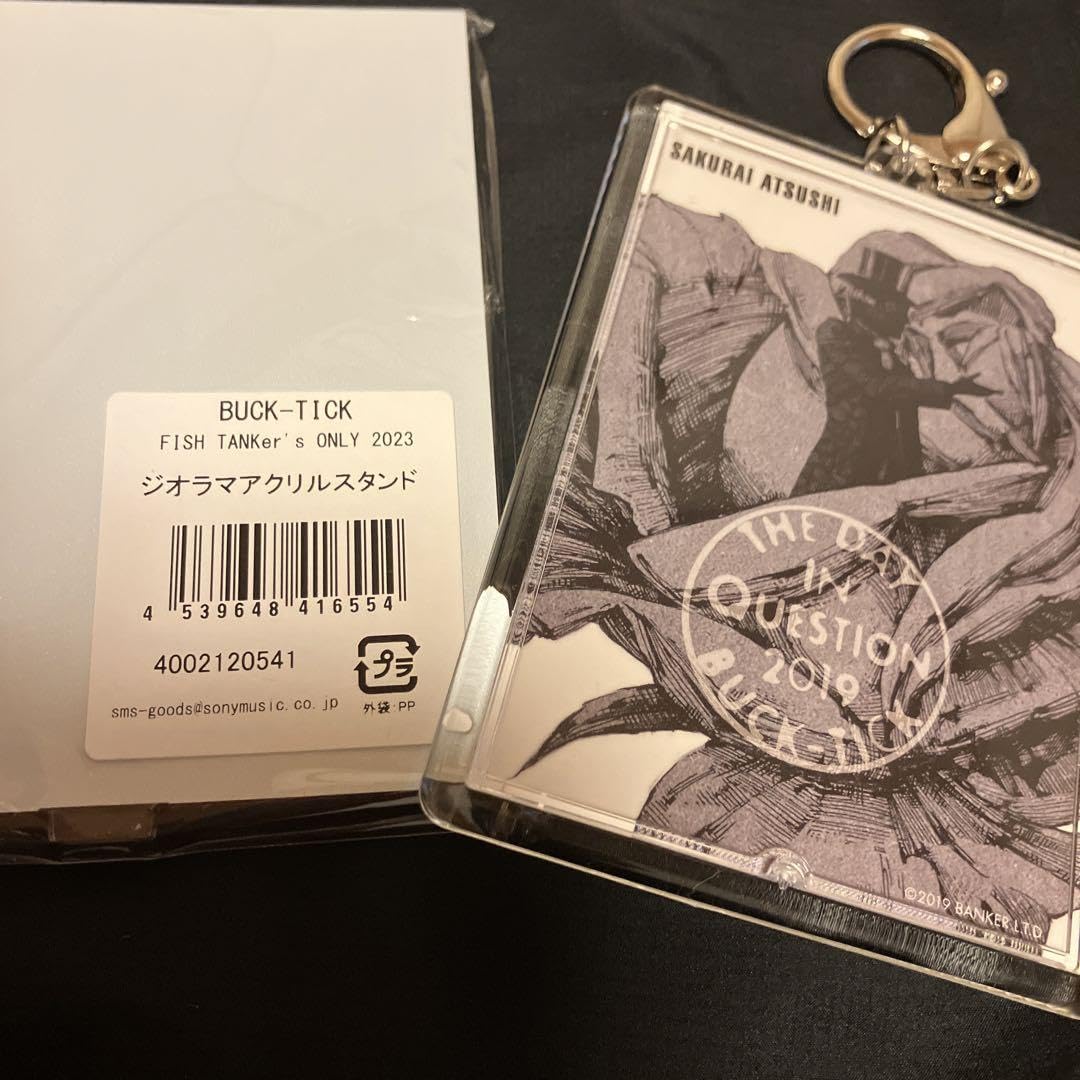 BUCK-TICK
FISH TANKer's ONLY 2023
ジオラマアクリルスタンド
4 539648 416554
4002120541
プラ
sms-goods@sonymusic.co.jp
外袋:PP
SAKURAI ATSUSHI
THE DAY
IN
QUESTION
2019
BUCK-TICK
©2019 BANKER LTD.